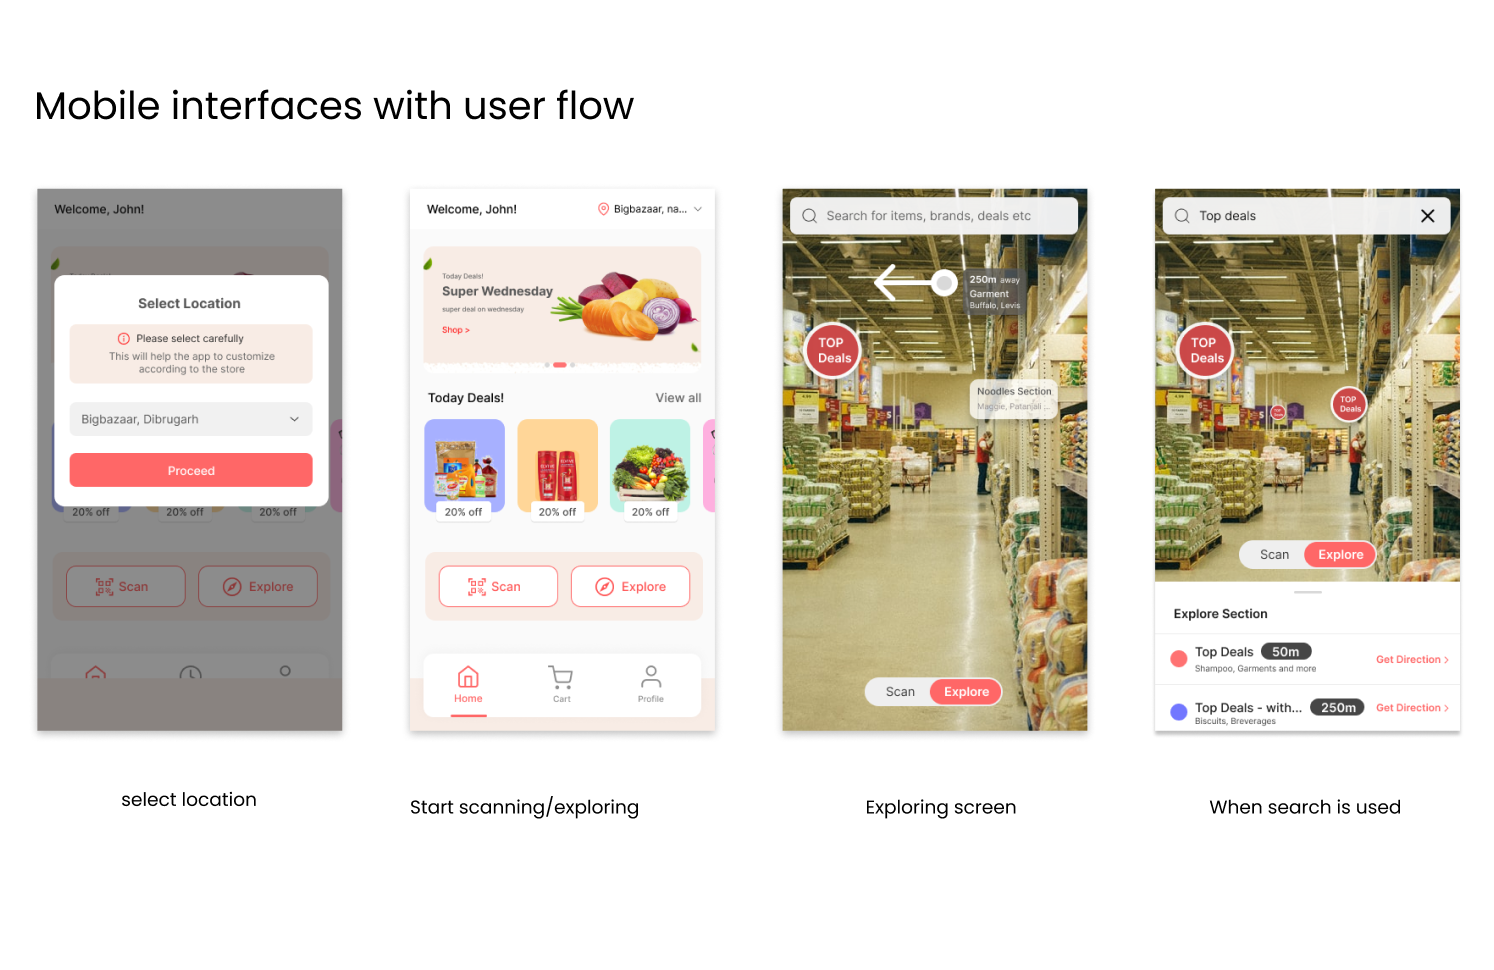 Mobile interfaces with user flow
Welcome, John!
Select Location
Please select carefully
This will help the app to customize
according to the store
Bigbazaar, Dibrugarh
Proceed
20% off
20% off
20% off
Scan
Explore
select location
Welcome, John!
Bigbazaar, na...
Today Deals!
Super Wednesday
super deal on wednesday
Shop >
Today Deals!
View all
20% off
20% off
20% off
Scan
Explore
Home
Cart
Profile
Start scanning/exploring
Search for items, brands, deals etc
250m away
Garment
Buffalo, Levis
TOP
Deals
Noodles Section
Maggie, Patanjali ...
Scan
Explore
Exploring screen
Top deals
TOP
Deals
TOP
Deals
Scan
Explore
Explore Section
Top Deals 50m
Shampoo, Garments and more
Get Direction >
Top Deals - with... 250m
Biscuits, Breverages
Get Direction >
When search is used